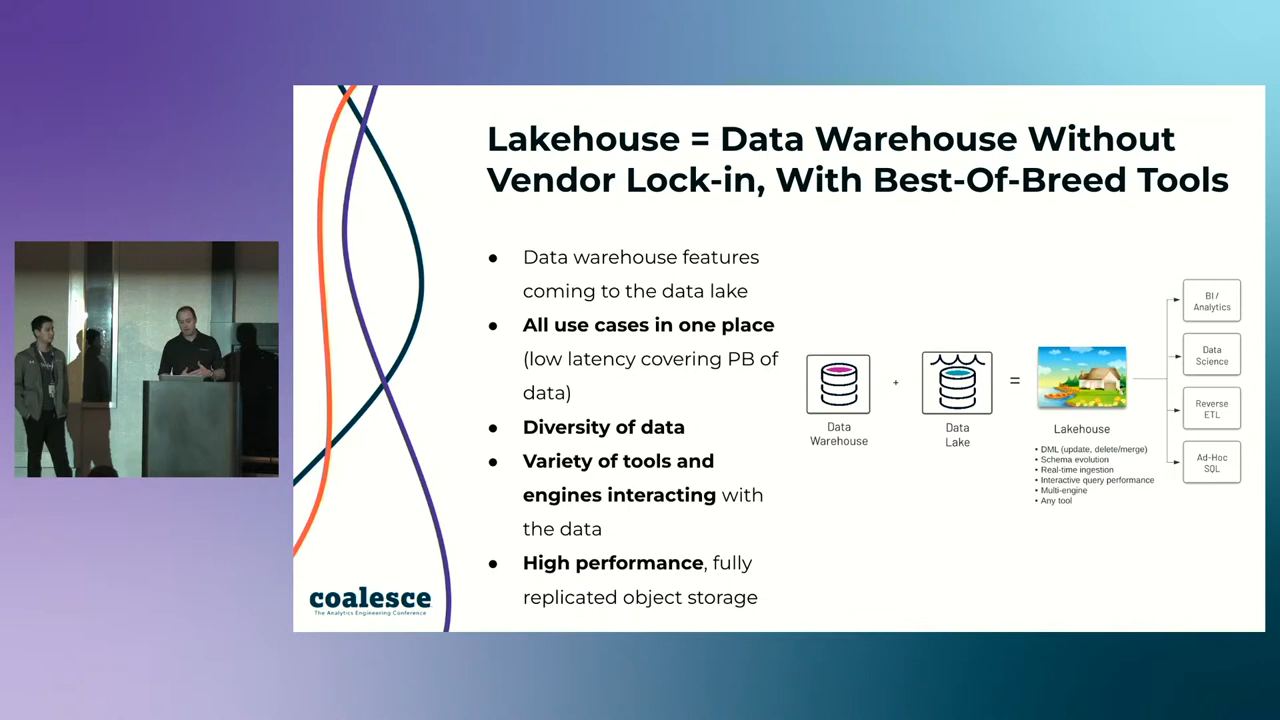 Lakehouse = Data Warehouse Without
Vendor Lock-in, With Best-Of-Breed Tools
● Data warehouse features
coming to the data lake
● All use cases in one place
(low latency covering PB of
data)
● Diversity of data
● Variety of tools and
engines interacting with
the data
● High performance, fully
replicated object storage
Data
Warehouse
+
Data
Lake
=
Lakehouse
• DML (update, delete/merge)
• Schema evolution
• Real-time ingestion
• Interactive query performance
• Multi-engine
• Any tool
BI /
Analytics
Data
Science
Reverse
ETL
Ad-Hoc
SQL
coalesce
The Analytics Engineering Conference